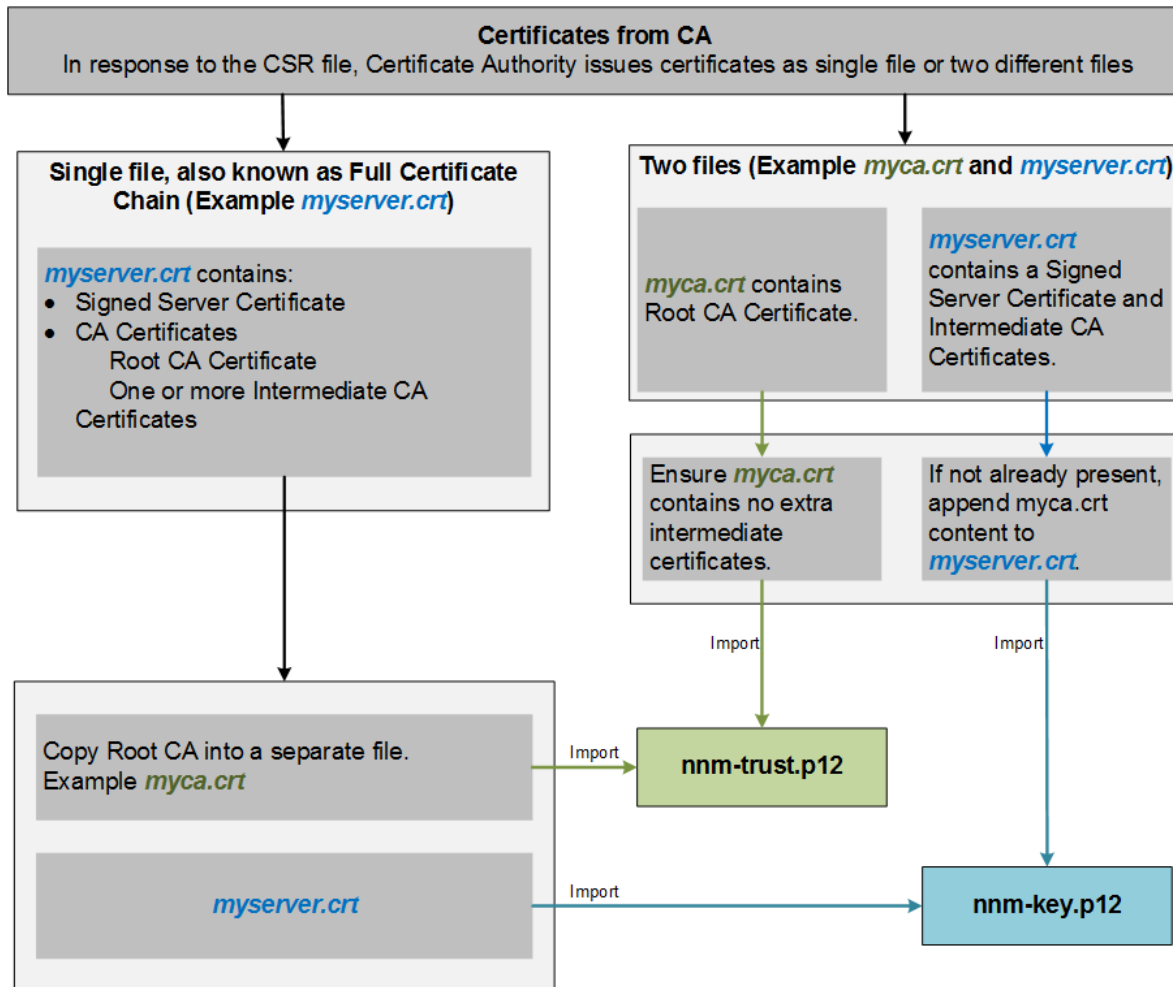 Certificates from CA
In response to the CSR file, Certificate Authority issues certificates as single file or two different files
Single file, also known as Full Certificate
Chain (Example myserver.crt)
myserver.crt contains:
• Signed Server Certificate
• CA Certificates
Root CA Certificate
One or more Intermediate CA
Certificates
Two files (Example myca.crt and myserver.crt)
myca.crt contains
Root CA Certificate.
myserver.crt
contains a Signed
Server Certificate and
Intermediate CA
Certificates.
Ensure myca.crt
contains no extra
intermediate
certificates.
If not already present,
append myca.crt
content to
myserver.crt.
Import
Import
Copy Root CA into a separate file.
Example myca.crt
Import
nnm-trust.p12
myserver.crt
Import
nnm-key.p12